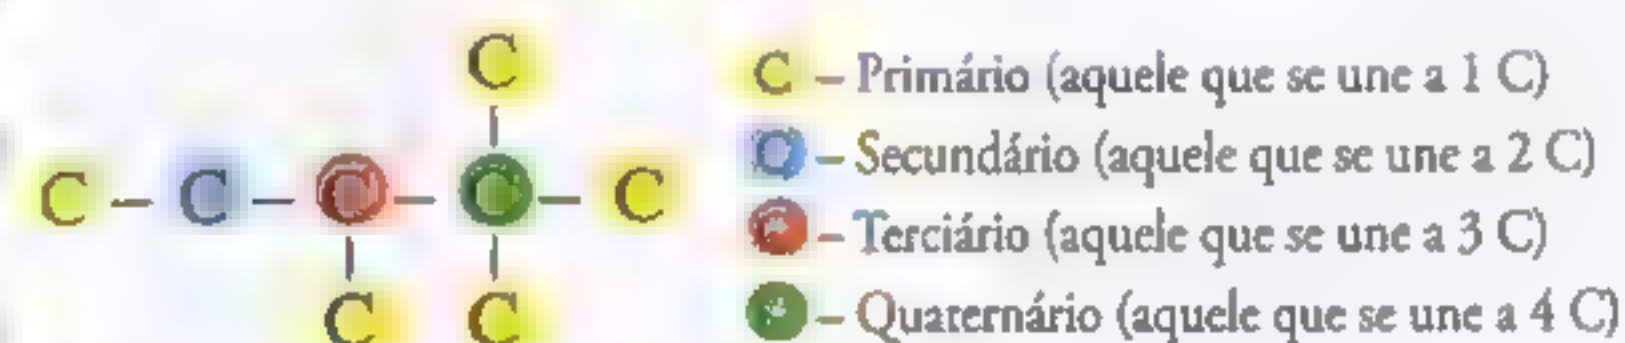 C
C – C – C – C – C
C C
C – Primário (aquele que se une a 1 C)
C – Secundário (aquele que se une a 2 C)
C – Terciário (aquele que se une a 3 C)
– Quaternário (aquele que se une a 4 C)